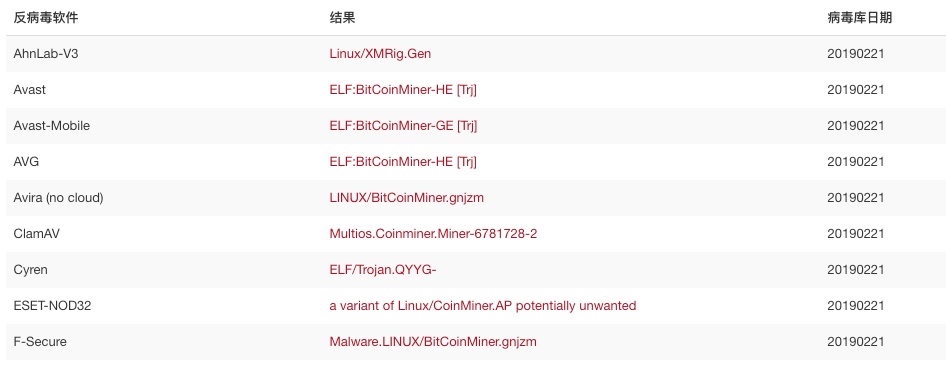 反病毒软件 结果 病毒库日期
AhnLab-V3 Linux/XMRig.Gen 20190221
Avast ELF:BitCoinMiner-HE [Trj] 20190221
Avast-Mobile ELF:BitCoinMiner-GE [Trj] 20190221
AVG ELF:BitCoinMiner-HE [Trj] 20190221
Avira (no cloud) LINUX/BitCoinMiner.gnjzm 20190221
ClamAV Multios.Coinminer.Miner-6781728-2 20190221
Cyren ELF/Trojan.QYYG- 20190221
ESET-NOD32 a variant of Linux/CoinMiner.AP potentially unwanted 20190221
F-Secure Malware.LINUX/BitCoinMiner.gnjzm 20190221